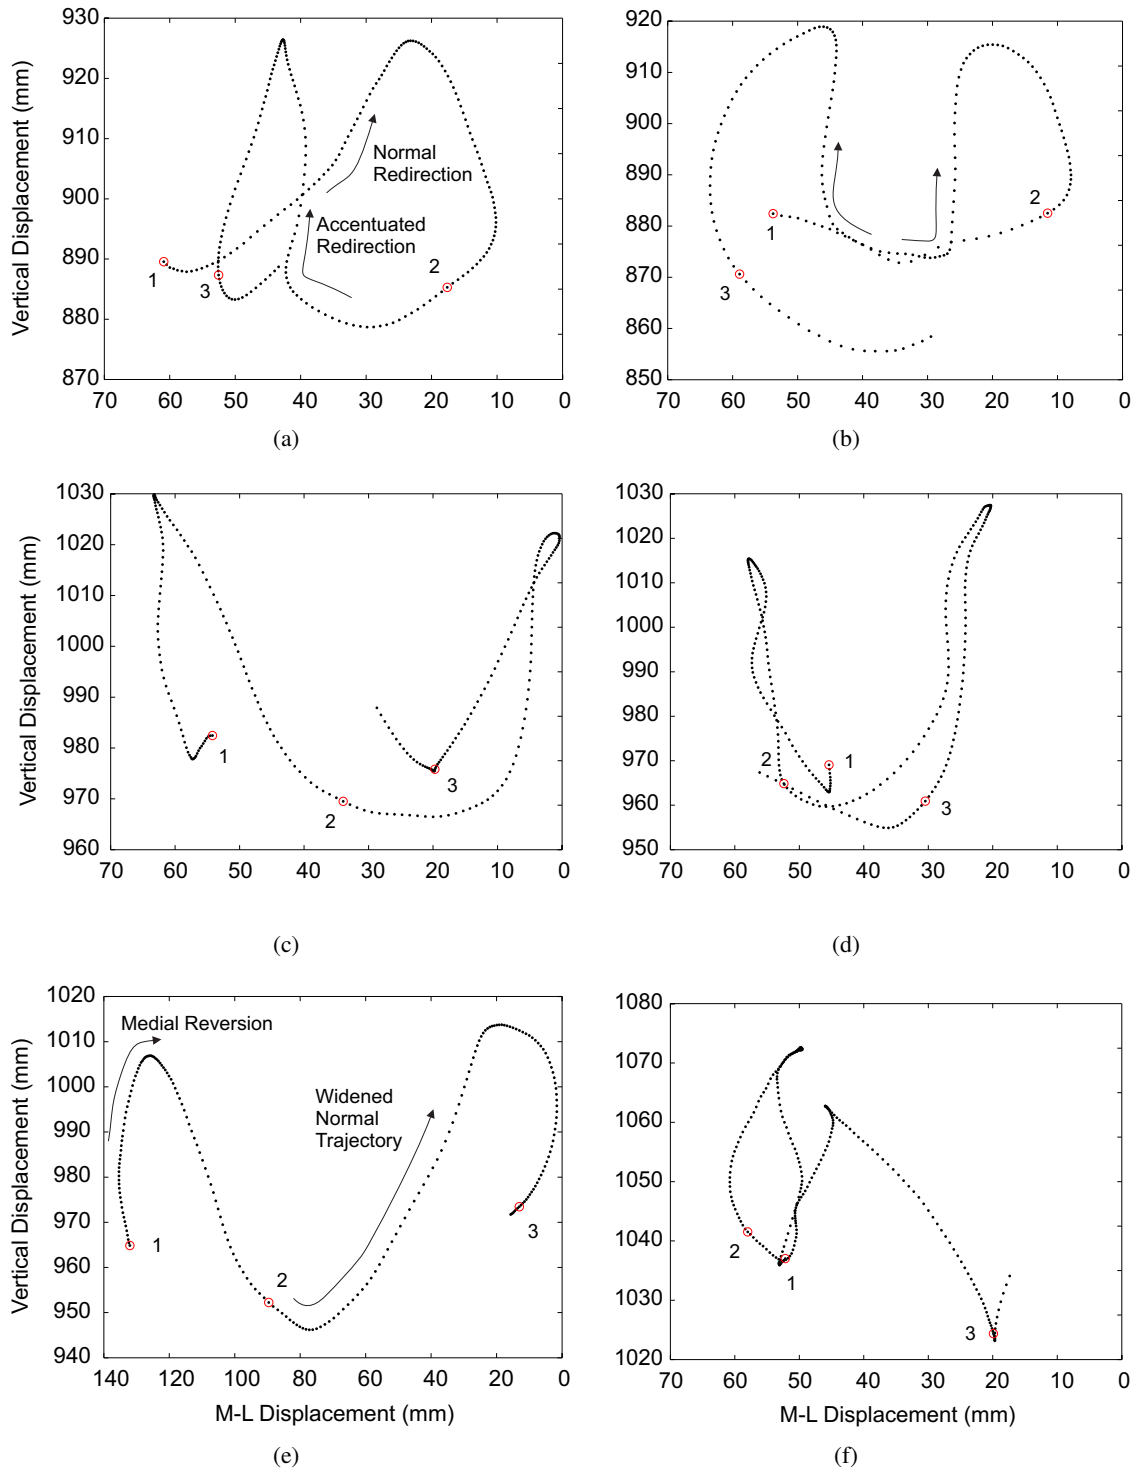 930
920
910
900
890
880
870
Vertical Displacement (mm)
70 60 50 40 30 20 10 0
Normal
Redirection
Accentuated
Redirection
1
2
3
(a)
920
910
900
890
880
870
860
850
70 60 50 40 30 20 10 0
1
2
3
(b)
1030
1020
1010
1000
990
980
970
960
Vertical Displacement (mm)
70 60 50 40 30 20 10 0
1
2
3
(c)
1030
1020
1010
1000
990
980
970
960
950
70 60 50 40 30 20 10 0
1
2
3
(d)
1020
1010
1000
990
980
970
960
950
940
Vertical Displacement (mm)
140 120 100 80 60 40 20 0
Medial Reversion
Widened
Normal
Trajectory
1
2
3
M-L Displacement (mm)
(e)
1080
1070
1060
1050
1040
1030
1020
70 60 50 40 30 20 10 0
1
2
3
M-L Displacement (mm)
(f)